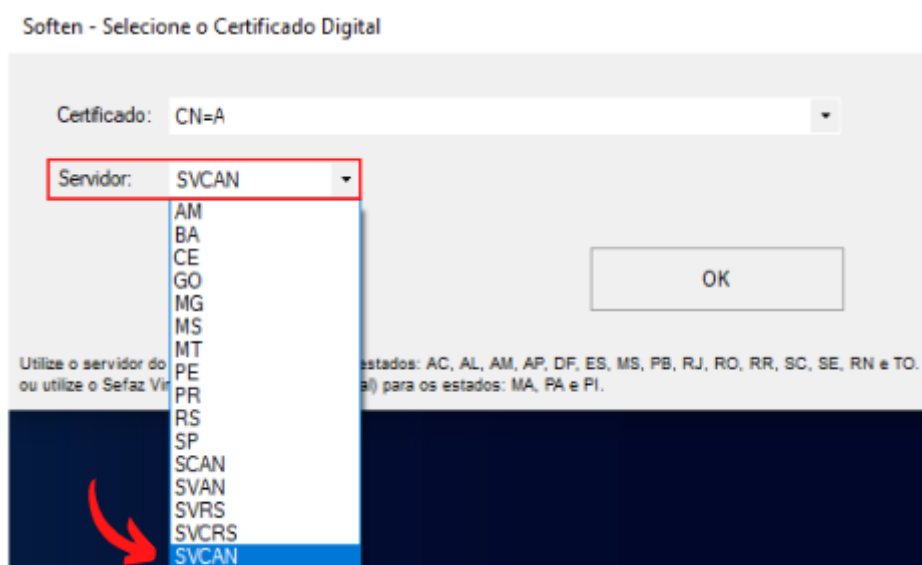 Soften - Selecione o Certificado Digital
Certificado: CN=A
Servidor: SVCAN
AM
BA
CE
GO
MG
MS
MT
PE
PR
RS
SP
SCAN
SVAN
SVRS
SVCRS
SVCAN
OK
Utilize o servidor do estados: AC, AL, AM, AP, DF, ES, MS, PB, RJ, RO, RR, SC, SE, RN e TO.
ou utilize o Sefaz para os estados: MA, PA e PI.